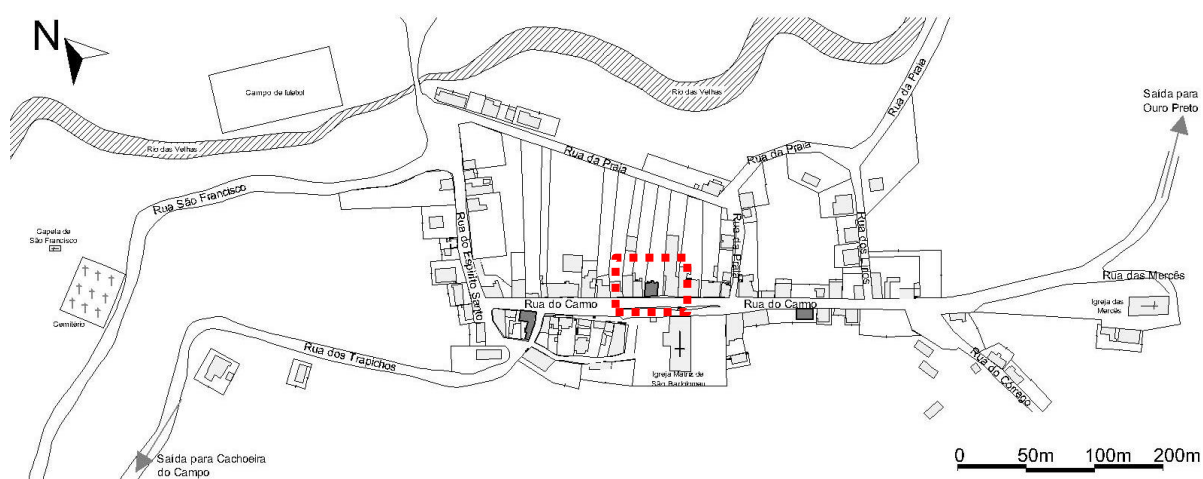 N
Campo de futebol
Rio das Velhas
Rua da Praia
Saída para
Ouro Preto
Rio das Velhas
Rua da Praia
Rua da Praia
Rua São Francisco
Capela de
São Francisco
Rua do Espírito Santo
Rua da Praia
Rua dos Lírios
Rua das Mercês
Cemitério
Rua do Carmo
Rua do Carmo
Igreja das
Mercês
Rua dos Trapichos
Igreja Matriz de
São Bartolomeu
Rua do Córrego
Saída para Cachoeira
do Campo
0 50m 100m 200m